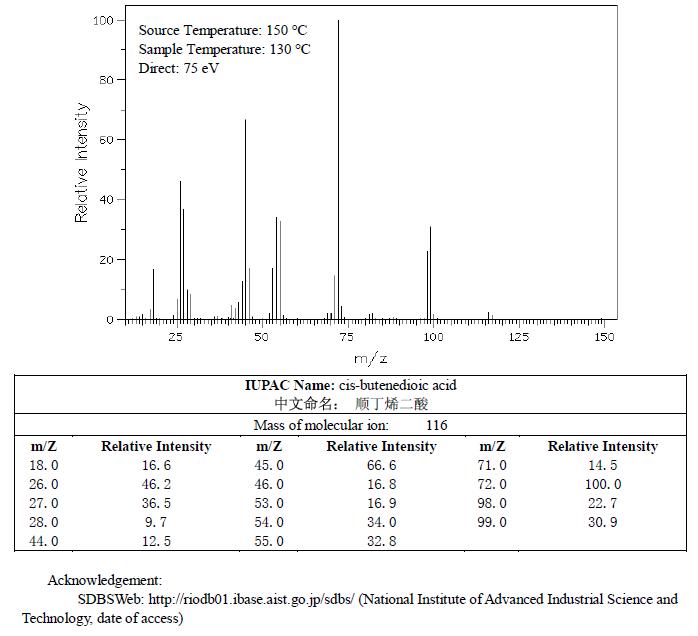 Source Temperature: 150 °C
Sample Temperature: 130 °C
Direct: 75 eV
Relative Intensity
100
80
60
40
20
0
25 50 75 100 125 150
m/z
IUPAC Name: cis-butenedioic acid
中文命名： 顺丁烯二酸
Mass of molecular ion: 116
m/Z Relative Intensity m/Z Relative Intensity m/Z Relative Intensity
18.0 16.6 45.0 66.6 71.0 14.5
26.0 46.2 46.0 16.8 72.0 100.0
27.0 36.5 53.0 16.9 98.0 22.7
28.0 9.7 54.0 34.0 99.0 30.9
44.0 12.5 55.0 32.8
Acknowledgement:
SDBSWeb: http://riodb01.ibase.aist.go.jp/sdbs/ (National Institute of Advanced Industrial Science and
Technology, date of access)